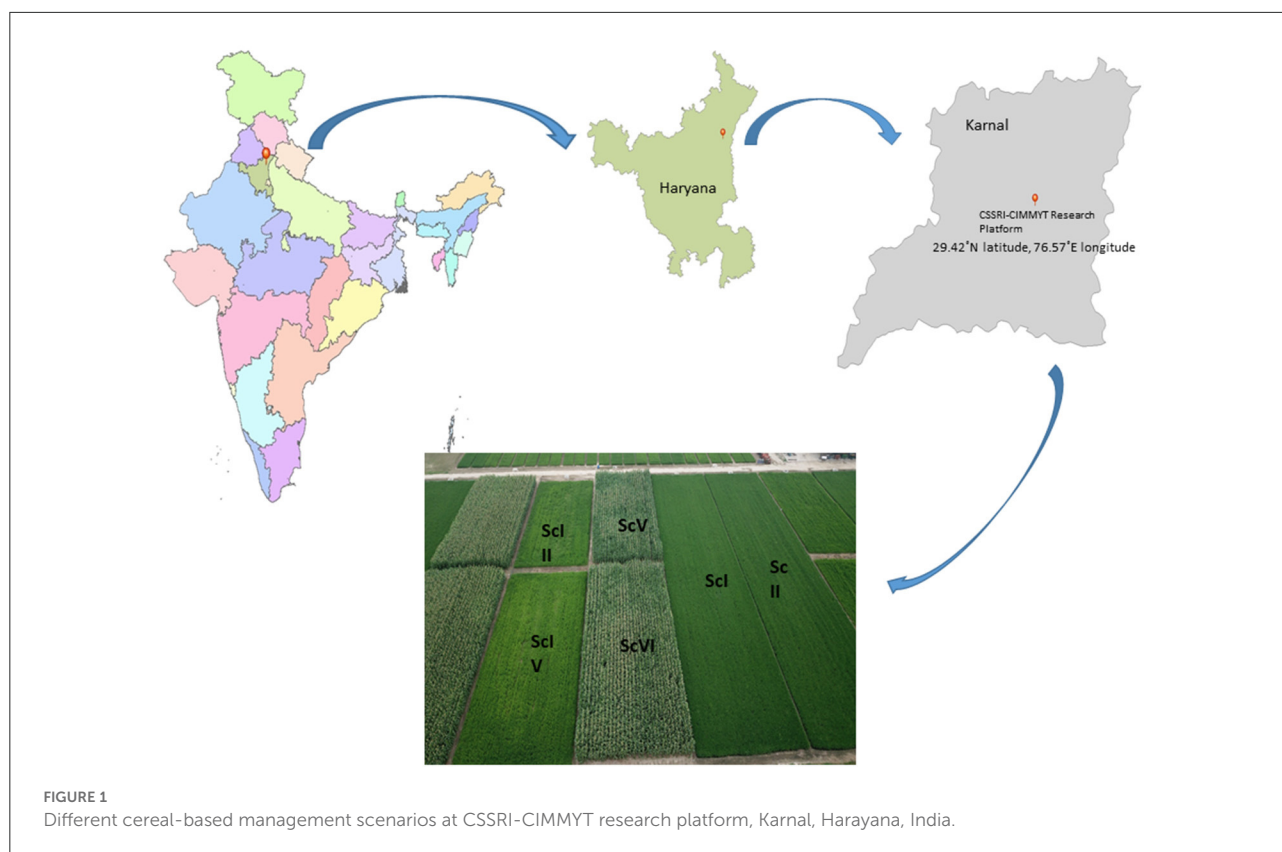 Karnal
Haryana
CSSRI-CIMMYT Research
Platform
29.42°N latitude, 76.57°E longitude
ScI
II
ScV
ScI
Sc
II
ScI
V
ScVI
FIGURE 1
Different cereal-based management scenarios at CSSRI-CIMMYT research platform, Karnal, Harayana, India.